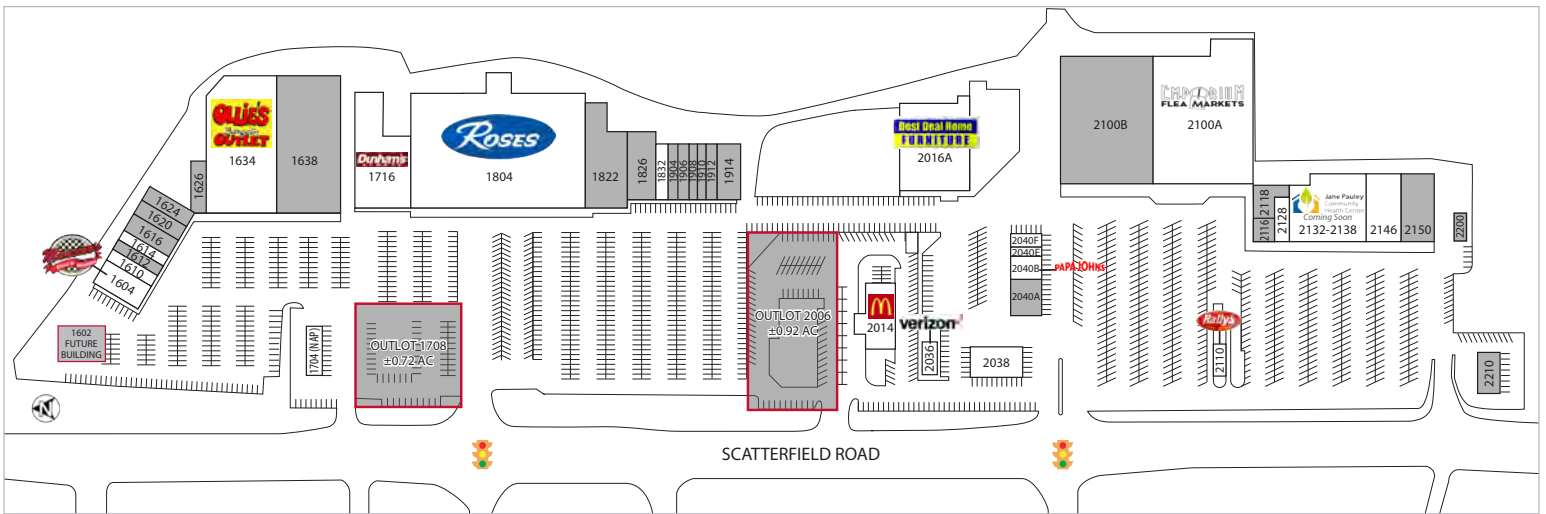 OLLIE'S
OUTLET
1634
1638
1626
1624
1620
1616
1614
1612
1610
1604
1602
FUTURE
BUILDING
1704 (NAP)
Dunham's
1716
ROSES
1804
1822
1826
1832
1904
1906
1908
1910
1912
1914
OUTLOT 1708
±0.72 AC
OUTLOT 2006
±0.92 AC
Best Deal Home
FURNITURE
2016A
2014
verizon
2036
2038
2040F
2040E
2040B
2040A
PAPA JOHNS
2100B
EMPORIUM
FLEA MARKETS
2100A
2116
2118
2128
Jane Pauley
Community
Health Center
Coming Soon
2132-2138
2146
2150
2200
Rally's
2110
2210
N
SCATTERFIELD ROAD